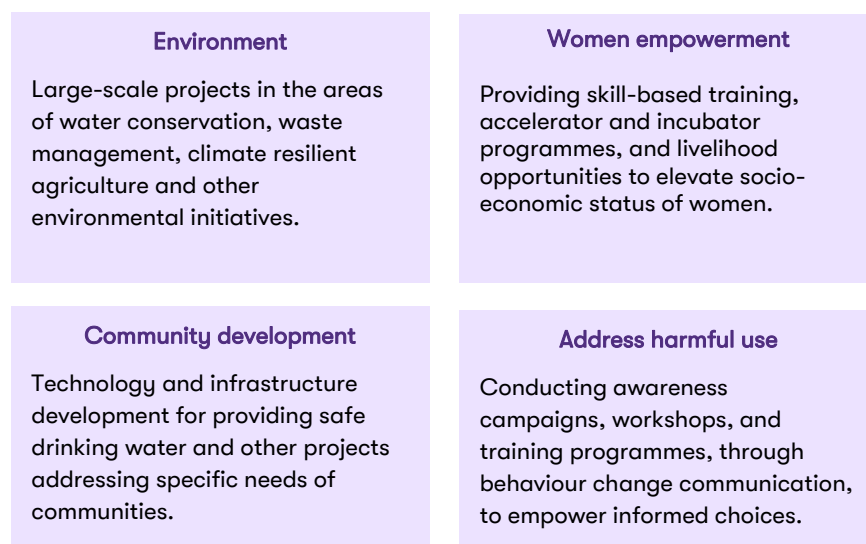 Environment
Large-scale projects in the areas
of water conservation, waste
management, climate resilient
agriculture and other
environmental initiatives.
Women empowerment
Providing skill-based training,
accelerator and incubator
programmes, and livelihood
opportunities to elevate socio-
economic status of women.
Community development
Technology and infrastructure
development for providing safe
drinking water and other projects
addressing specific needs of
communities.
Address harmful use
Conducting awareness
campaigns, workshops, and
training programmes, through
behaviour change communication,
to empower informed choices.